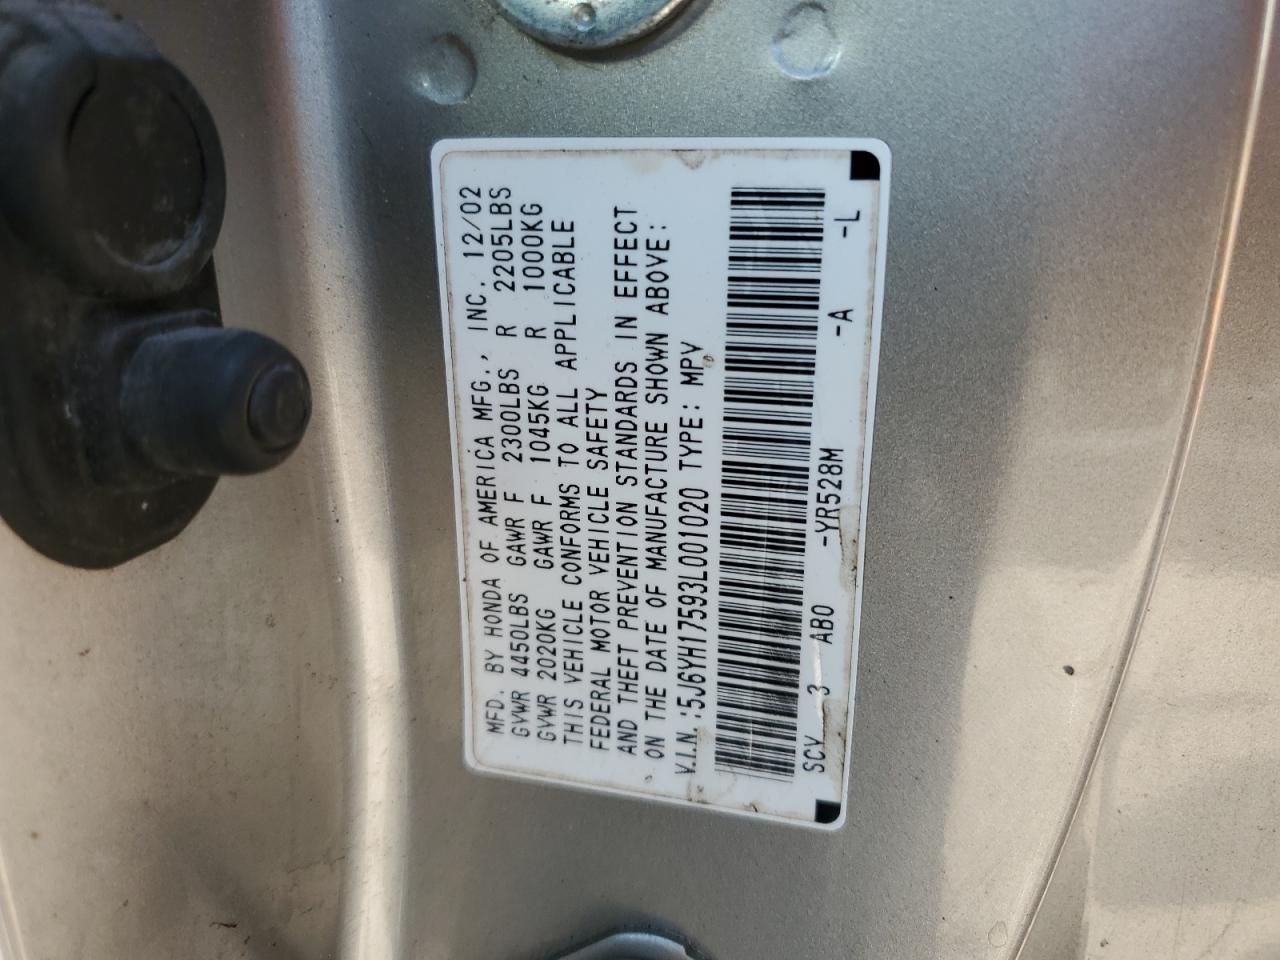 MFD. BY HONDA OF AMERICA MFG., INC. 12/02
GVWR 4450LBS GAWR F 2300LBS R 2205LBS
GVWR 2020KG GAWR F 1045KG R 1000KG
THIS VEHICLE CONFORMS TO ALL APPLICABLE
FEDERAL MOTOR VEHICLE SAFETY
AND THEFT PREVENTION STANDARDS IN EFFECT
ON THE DATE OF MANUFACTURE SHOWN ABOVE:
V.I.N.:5J6YH17593L001020 TYPE: MPV
SCV 3 AB0 -YR528M -A -L